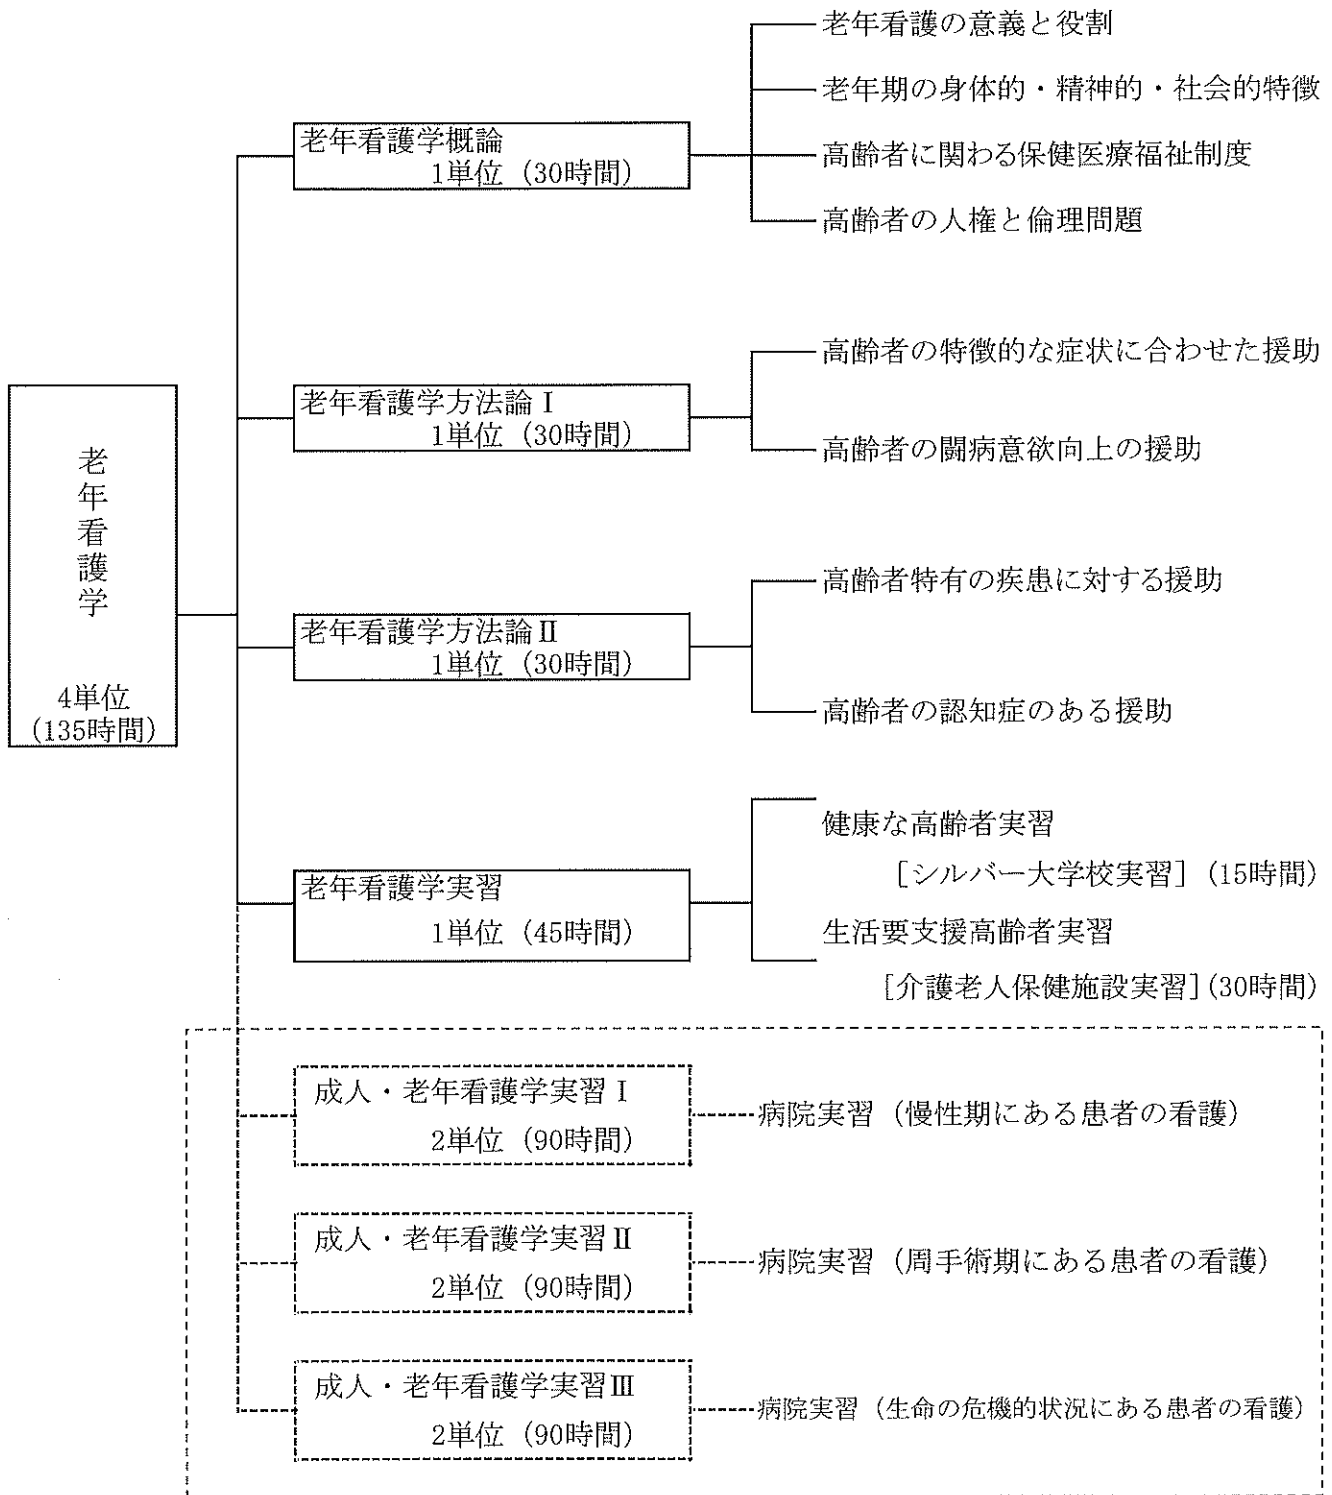 老年看護学
4単位
(135時間)
老年看護学概論
1単位 (30時間)
老年看護の意義と役割
老年期の身体的・精神的・社会的特徴
高齢者に関わる保健医療福祉制度
高齢者の人権と倫理問題
老年看護学方法論Ⅰ
1単位 (30時間)
高齢者の特徴的な症状に合わせた援助
高齢者の闘病意欲向上の援助
老年看護学方法論Ⅱ
1単位 (30時間)
高齢者特有の疾患に対する援助
高齢者の認知症のある援助
老年看護学実習
1単位 (45時間)
健康な高齢者実習
[シルバー大学校実習] (15時間)
生活要支援高齢者実習
[介護老人保健施設実習] (30時間)
成人・老年看護学実習Ⅰ
2単位 (90時間)
病院実習 (慢性期にある患者の看護)
成人・老年看護学実習Ⅱ
2単位 (90時間)
病院実習 (周手術期にある患者の看護)
成人・老年看護学実習Ⅲ
2単位 (90時間)
病院実習 (生命の危機的状況にある患者の看護)